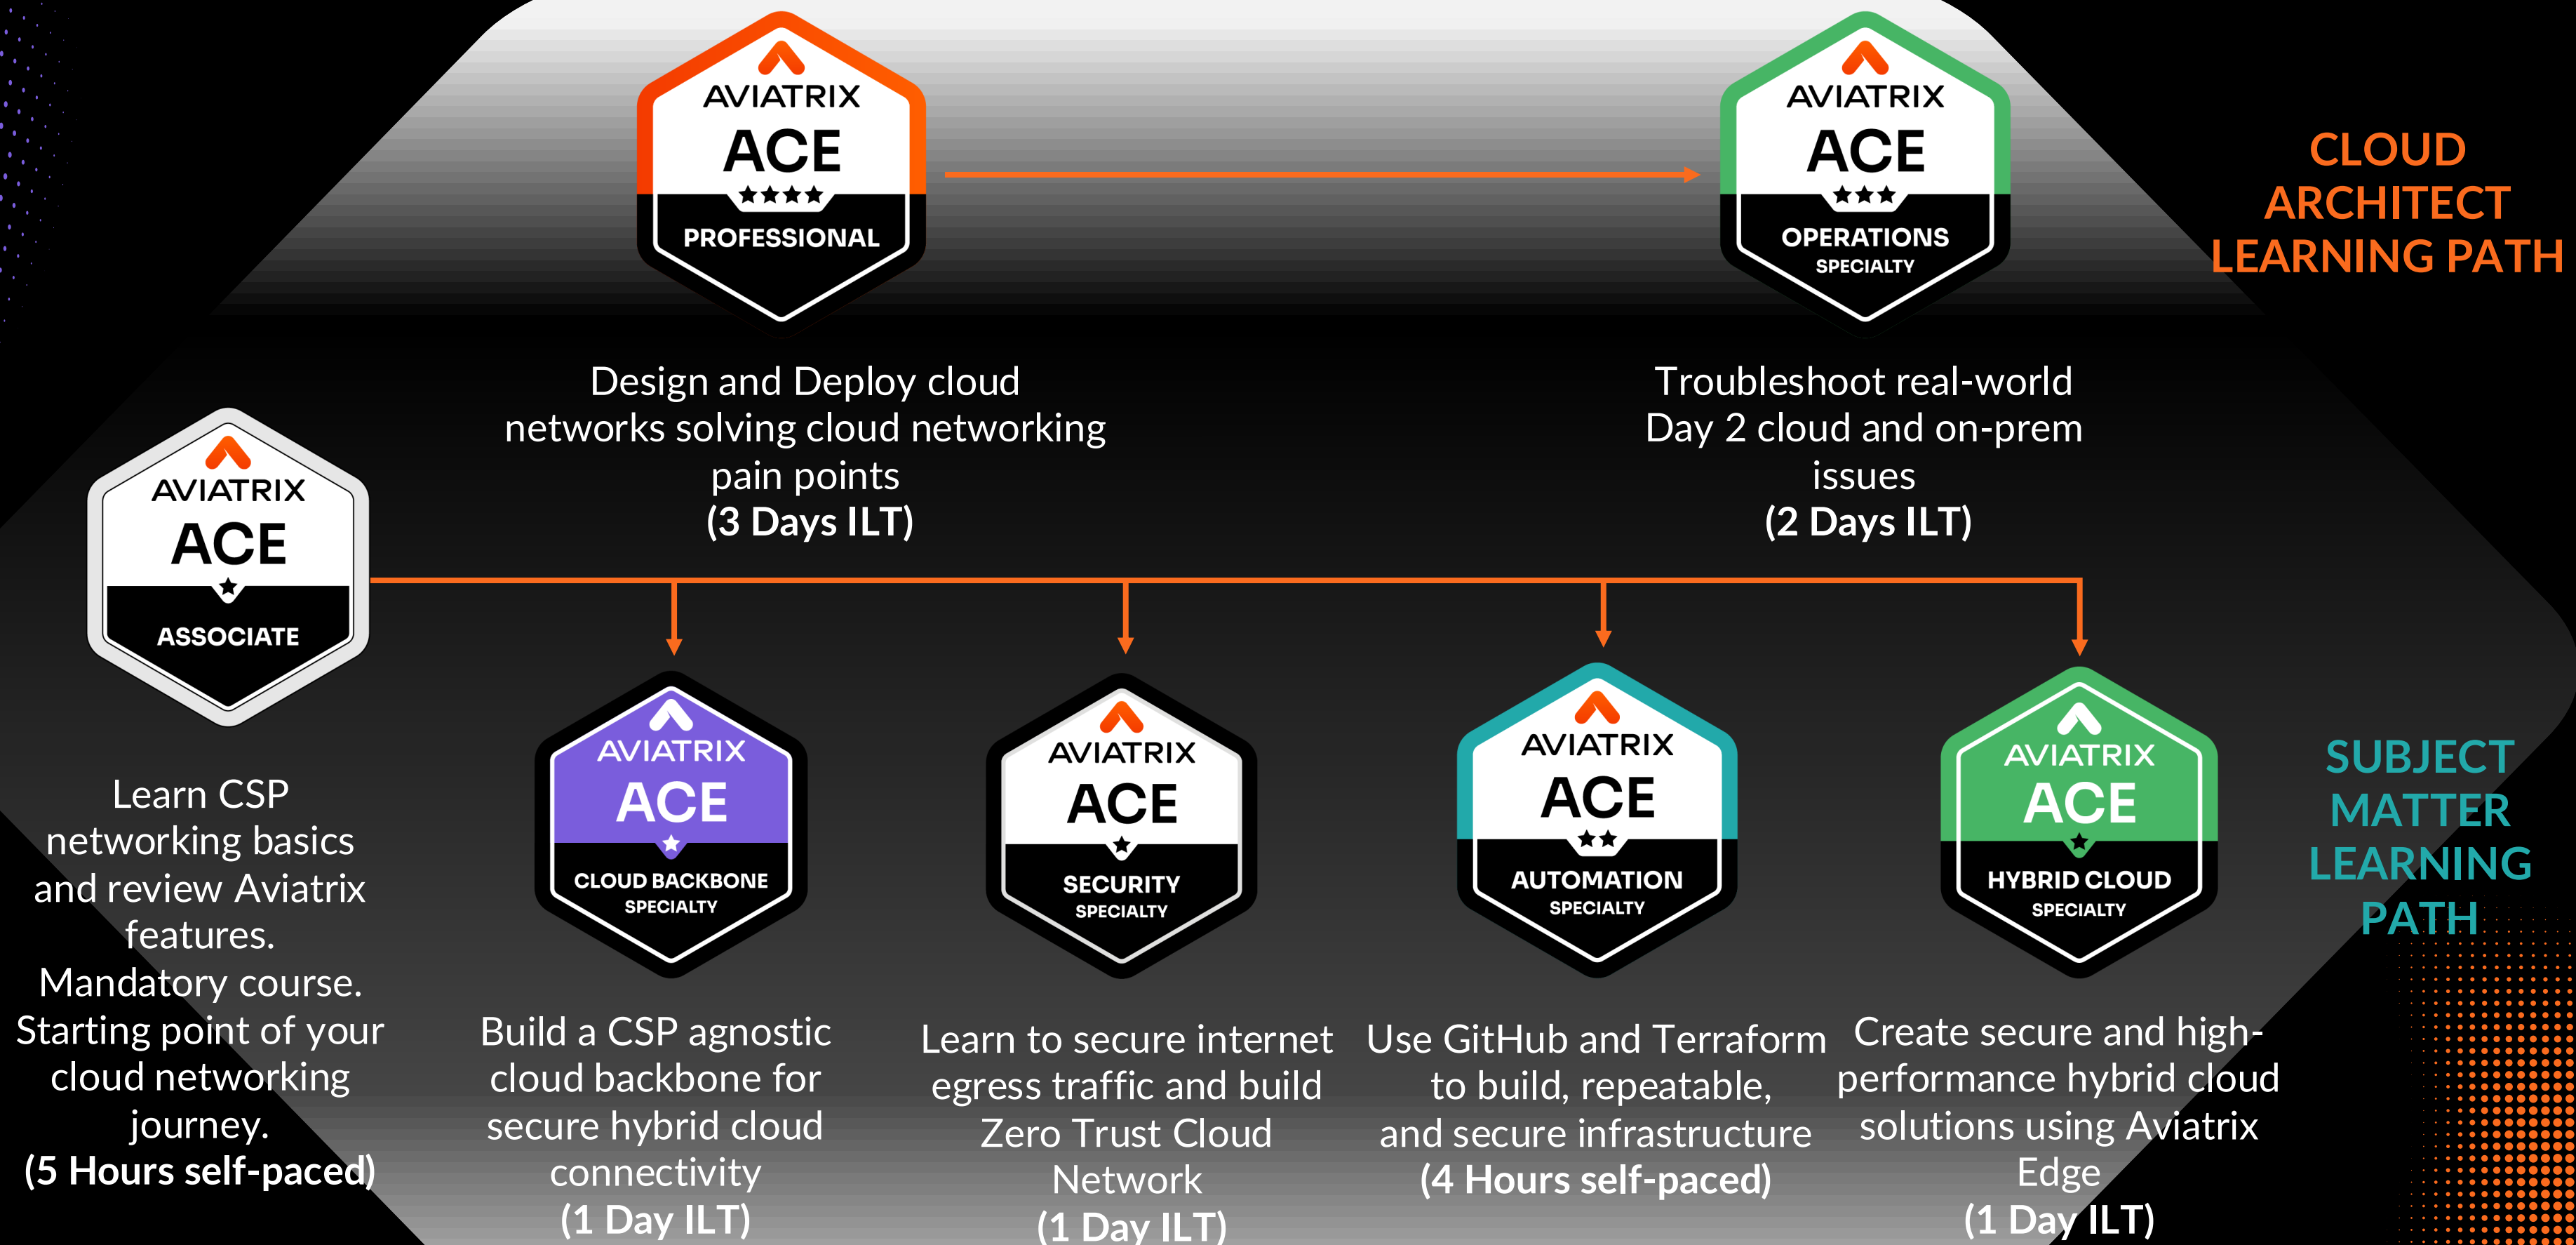 AVIATRIX
ACE
PROFESSIONAL
Design and Deploy cloud
networks solving cloud networking
pain points
(3 Days ILT)
AVIATRIX
ACE
OPERATIONS
SPECIALTY
Troubleshoot real-world
Day 2 cloud and on-prem
issues
(2 Days ILT)
CLOUD
ARCHITECT
LEARNING PATH
AVIATRIX
ACE
ASSOCIATE
Learn CSP
networking basics
and review Aviatrix
features.
Mandatory course.
Starting point of your
cloud networking
journey.
(5 Hours self-paced)
AVIATRIX
ACE
CLOUD BACKBONE
SPECIALTY
Build a CSP agnostic
cloud backbone for
secure hybrid cloud
connectivity
(1 Day ILT)
AVIATRIX
ACE
SECURITY
SPECIALTY
Learn to secure internet
egress traffic and build
Zero Trust Cloud
Network
(1 Day ILT)
AVIATRIX
ACE
AUTOMATION
SPECIALTY
Use GitHub and Terraform
to build, repeatable,
and secure infrastructure
(4 Hours self-paced)
AVIATRIX
ACE
HYBRID CLOUD
SPECIALTY
Create secure and high-
performance hybrid cloud
solutions using Aviatrix
Edge
(1 Day ILT)
SUBJECT
MATTER
LEARNING
PATH